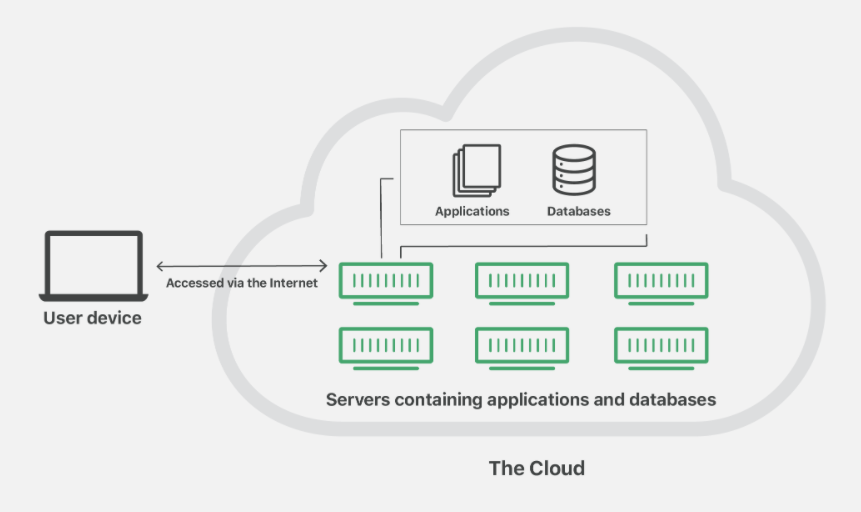 Applications
Databases
Accessed via the Internet
User device
Servers containing applications and databases
The Cloud